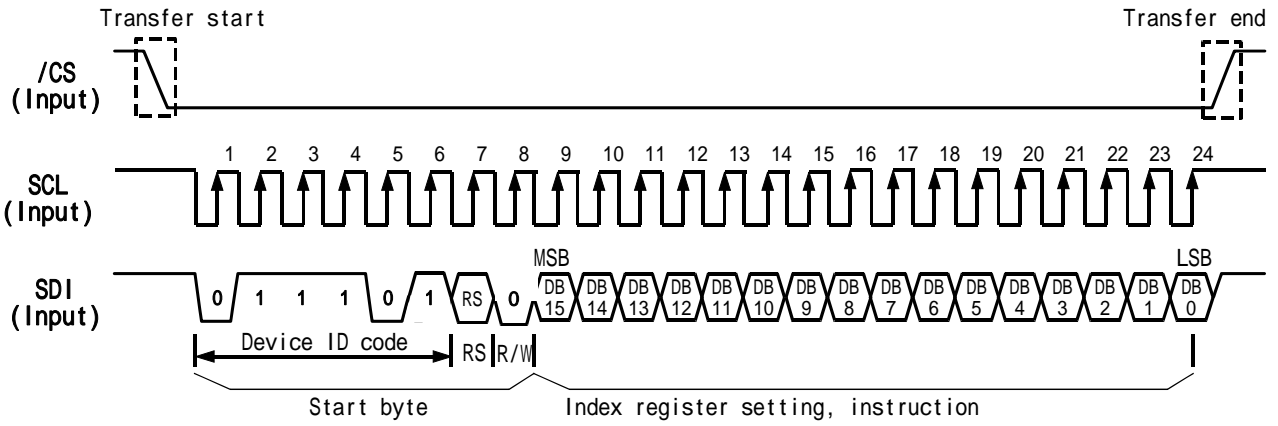 Transfer start
Transfer end
/CS
(Input)
1 2 3 4 5 6 7 8 9 10 11 12 13 14 15 16 17 18 19 20 21 22 23 24
SCL
(Input)
MSB
LSB
SDI
(Input)
0 1 1 1 0 1 RS 0 DB 15 DB 14 DB 13 DB 12 DB 11 DB 10 DB 9 DB 8 DB 7 DB 6 DB 5 DB 4 DB 3 DB 2 DB 1 DB 0
Device ID code
RS
R/W
Start byte
Index register setting, instruction